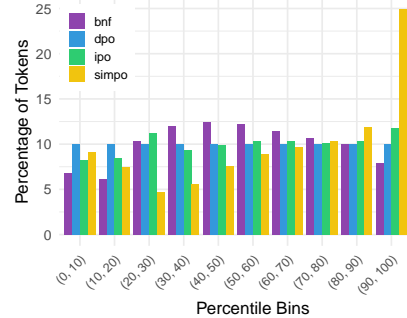 Percentage of Tokens
25
20
15
10
5
0
bnf
dpo
ipo
simpo
(0, 10)
(10, 20)
(20, 30)
(30, 40)
(40, 50)
(50, 60)
(60, 70)
(70, 80)
(80, 90)
(90, 100)
Percentile Bins